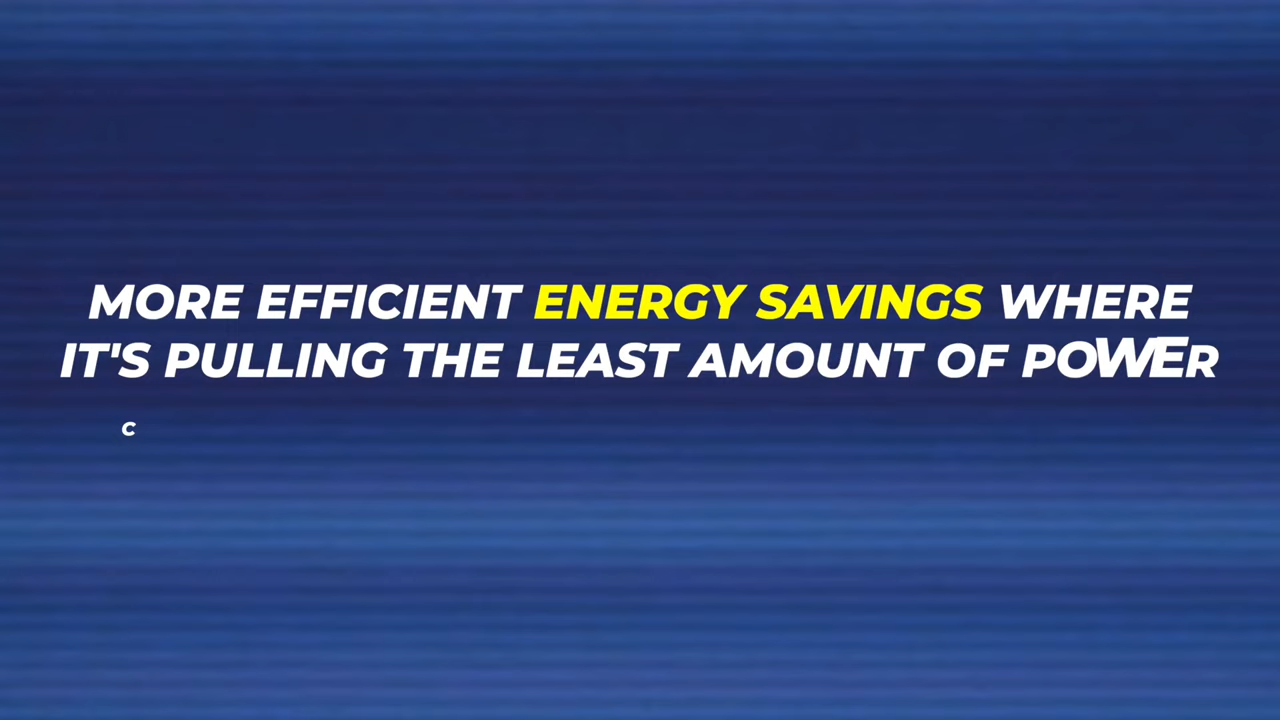 MORE EFFICIENT ENERGY SAVINGS WHERE
IT'S PULLING THE LEAST AMOUNT OF POWER
C